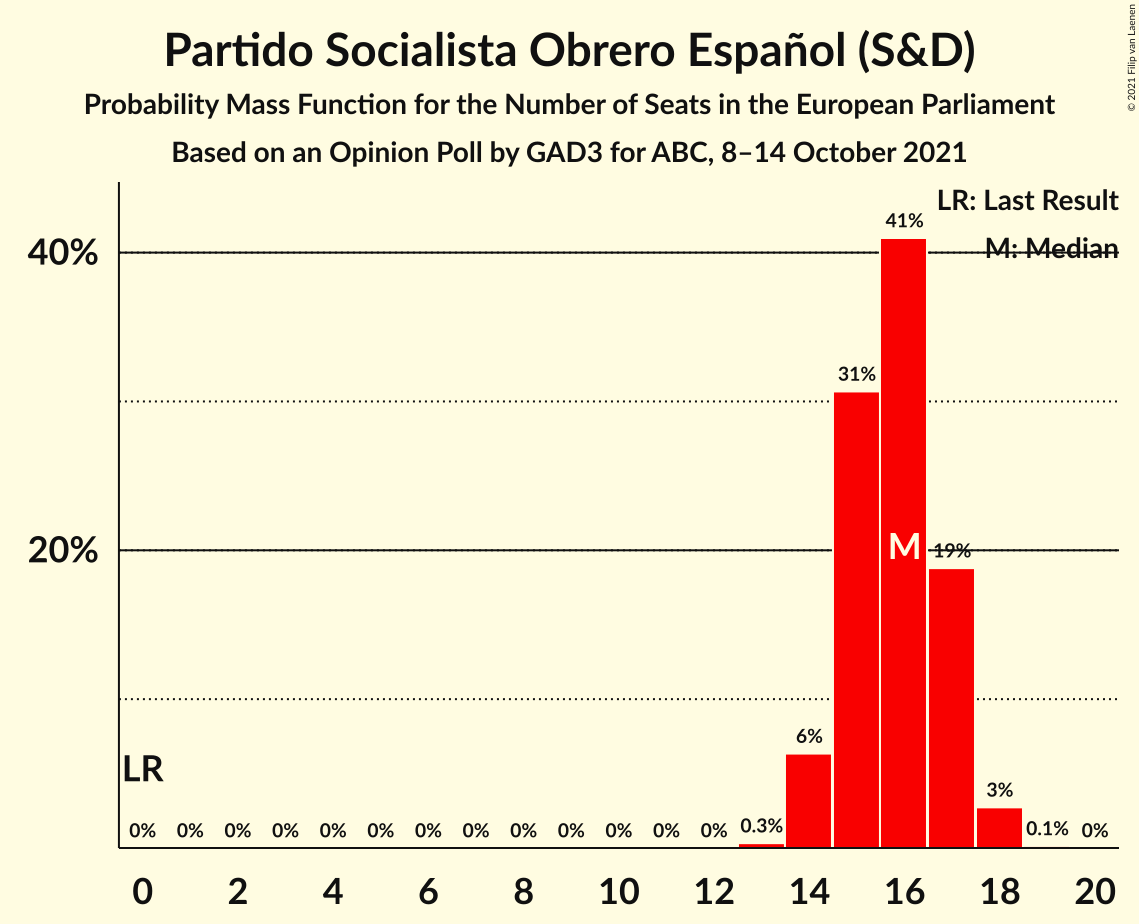 Partido Socialista Obrero Español (S&D)
Probability Mass Function for the Number of Seats in the European Parliament
Based on an Opinion Poll by GAD3 for ABC, 8–14 October 2021
© 2021 Filip van Laenen
LR: Last Result
M: Median
41%
40%
31%
20%
M
19%
6%
LR
3%
0% 0% 0% 0% 0% 0% 0% 0% 0% 0% 0% 0% 0% 0.3% 0.1% 0%
0 2 4 6 8 10 12 14 16 18 20